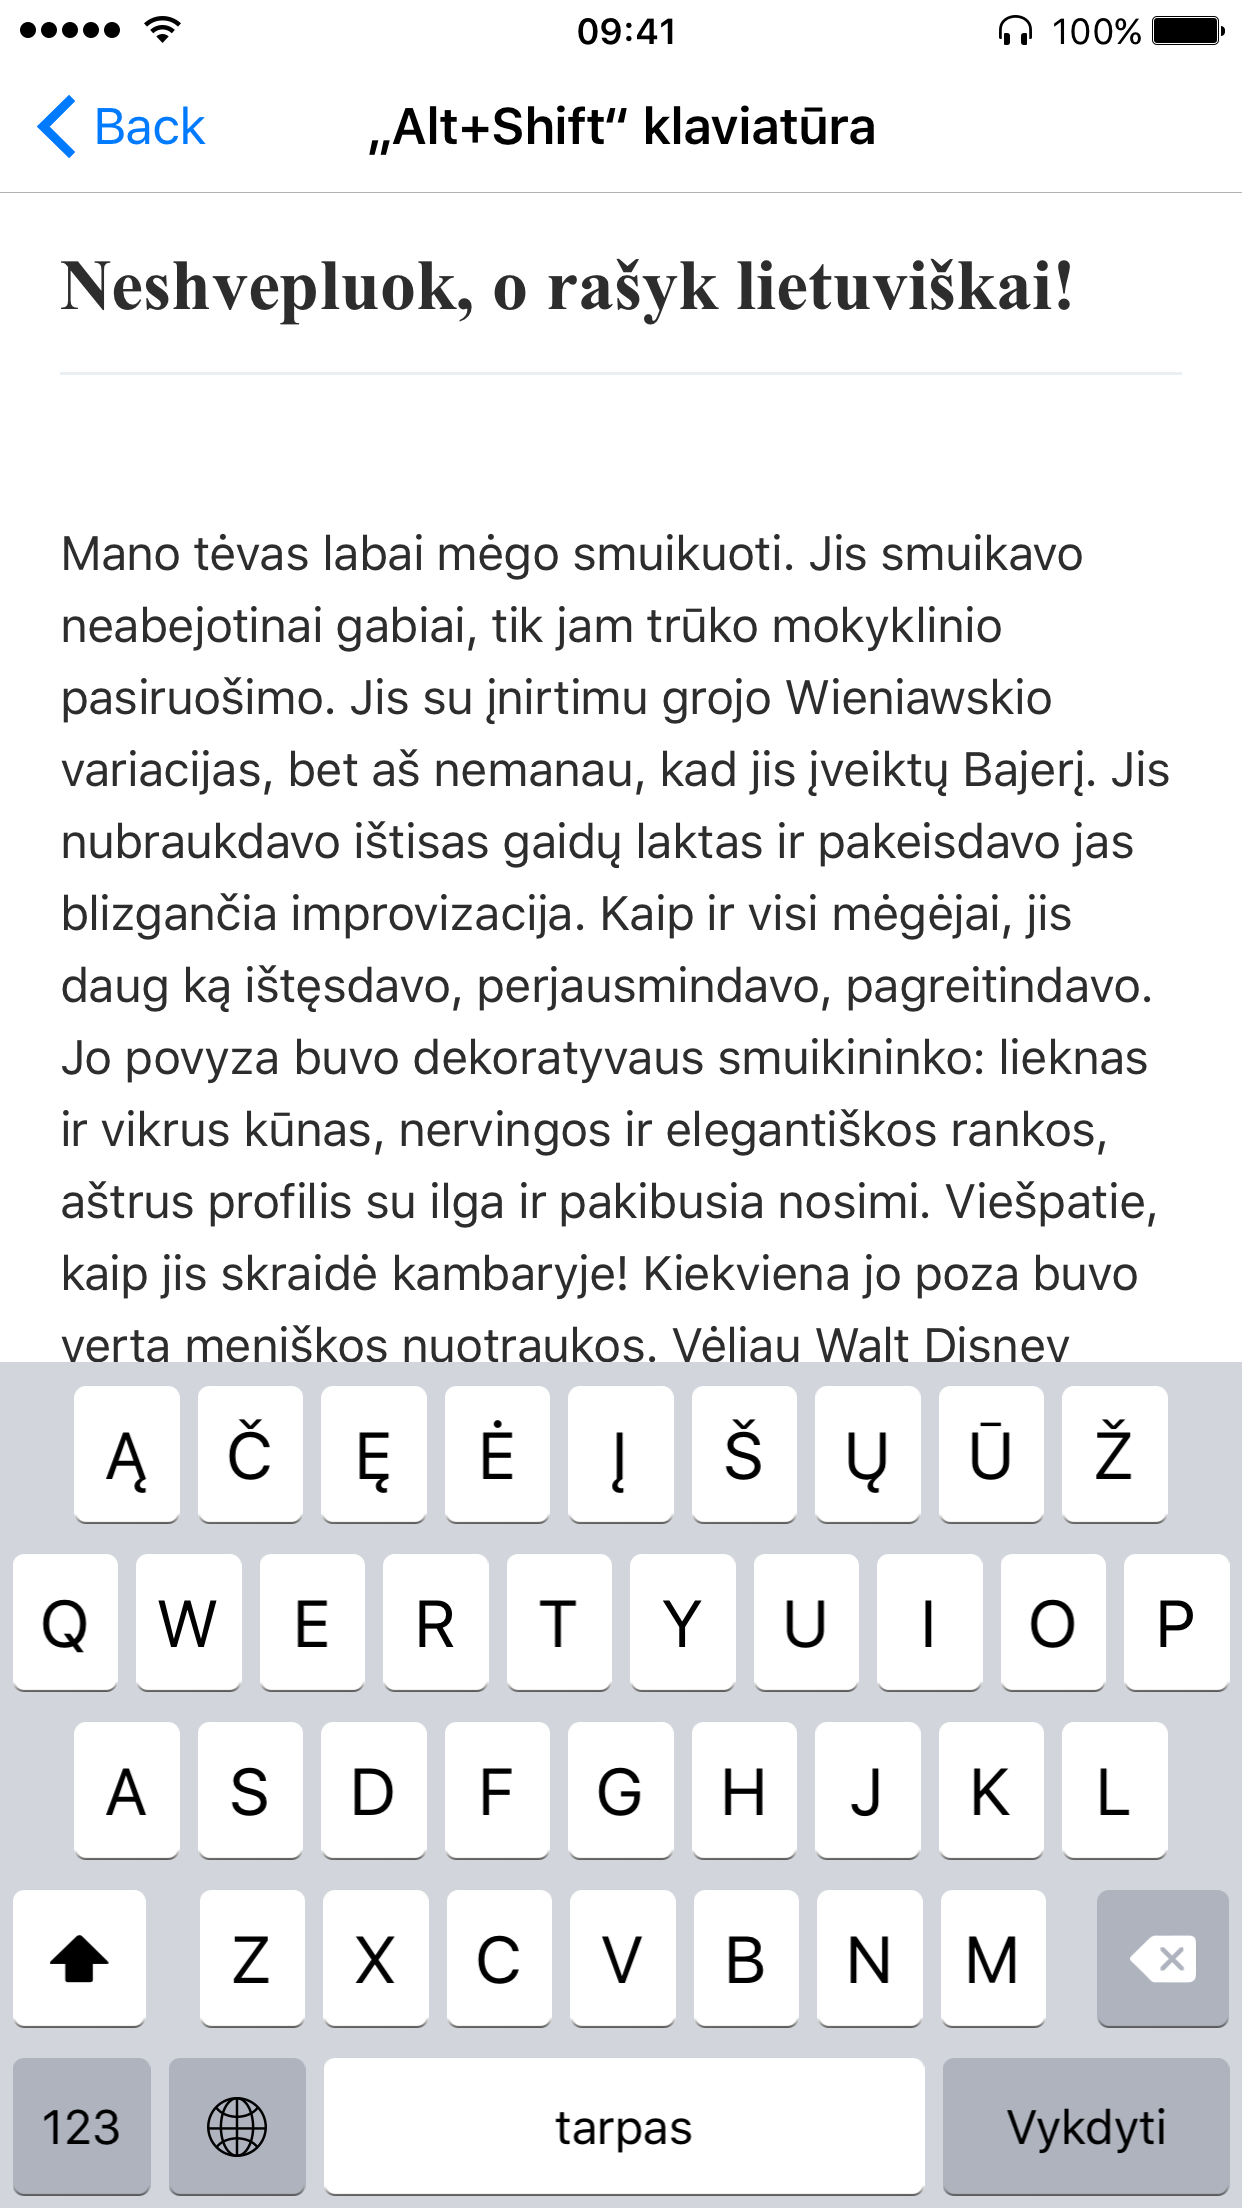 09:41
100%
Back
„Alt+Shift“ klaviatūra
Neshvepluok, o rašyk lietuviškai!
Mano tėvas labai mėgo smuikuoti. Jis smuikavo
neabejotinai gabiai, tik jam trūko mokyklinio
pasiruošimo. Jis su įnirtimu grojo Wieniawskio
variacijas, bet aš nemanau, kad jis įveiktų Bajerį. Jis
nubraukdavo ištisas gaidų laktas ir pakeisdavo jas
blizgančia improvizacija. Kaip ir visi mėgėjai, jis
daug ką ištęsdavo, perjausmindavo, pagreitindavo.
Jo povyza buvo dekoratyvaus smuikininko: lieknas
ir vikrus kūnas, nervingos ir elegantiškos rankos,
aštrus profilis su ilga ir pakibusia nosimi. Viešpatie,
kaip jis skraidė kambaryje! Kiekviena jo poza buvo
verta meniškos nuotraukos. Vėliau Walt Disney
Ą Č Ę Ė Į Š Ų Ū Ž
Q W E R T Y U I O P
A S D F G H J K L
Z X C V B N M
123 tarpas Vykdyti